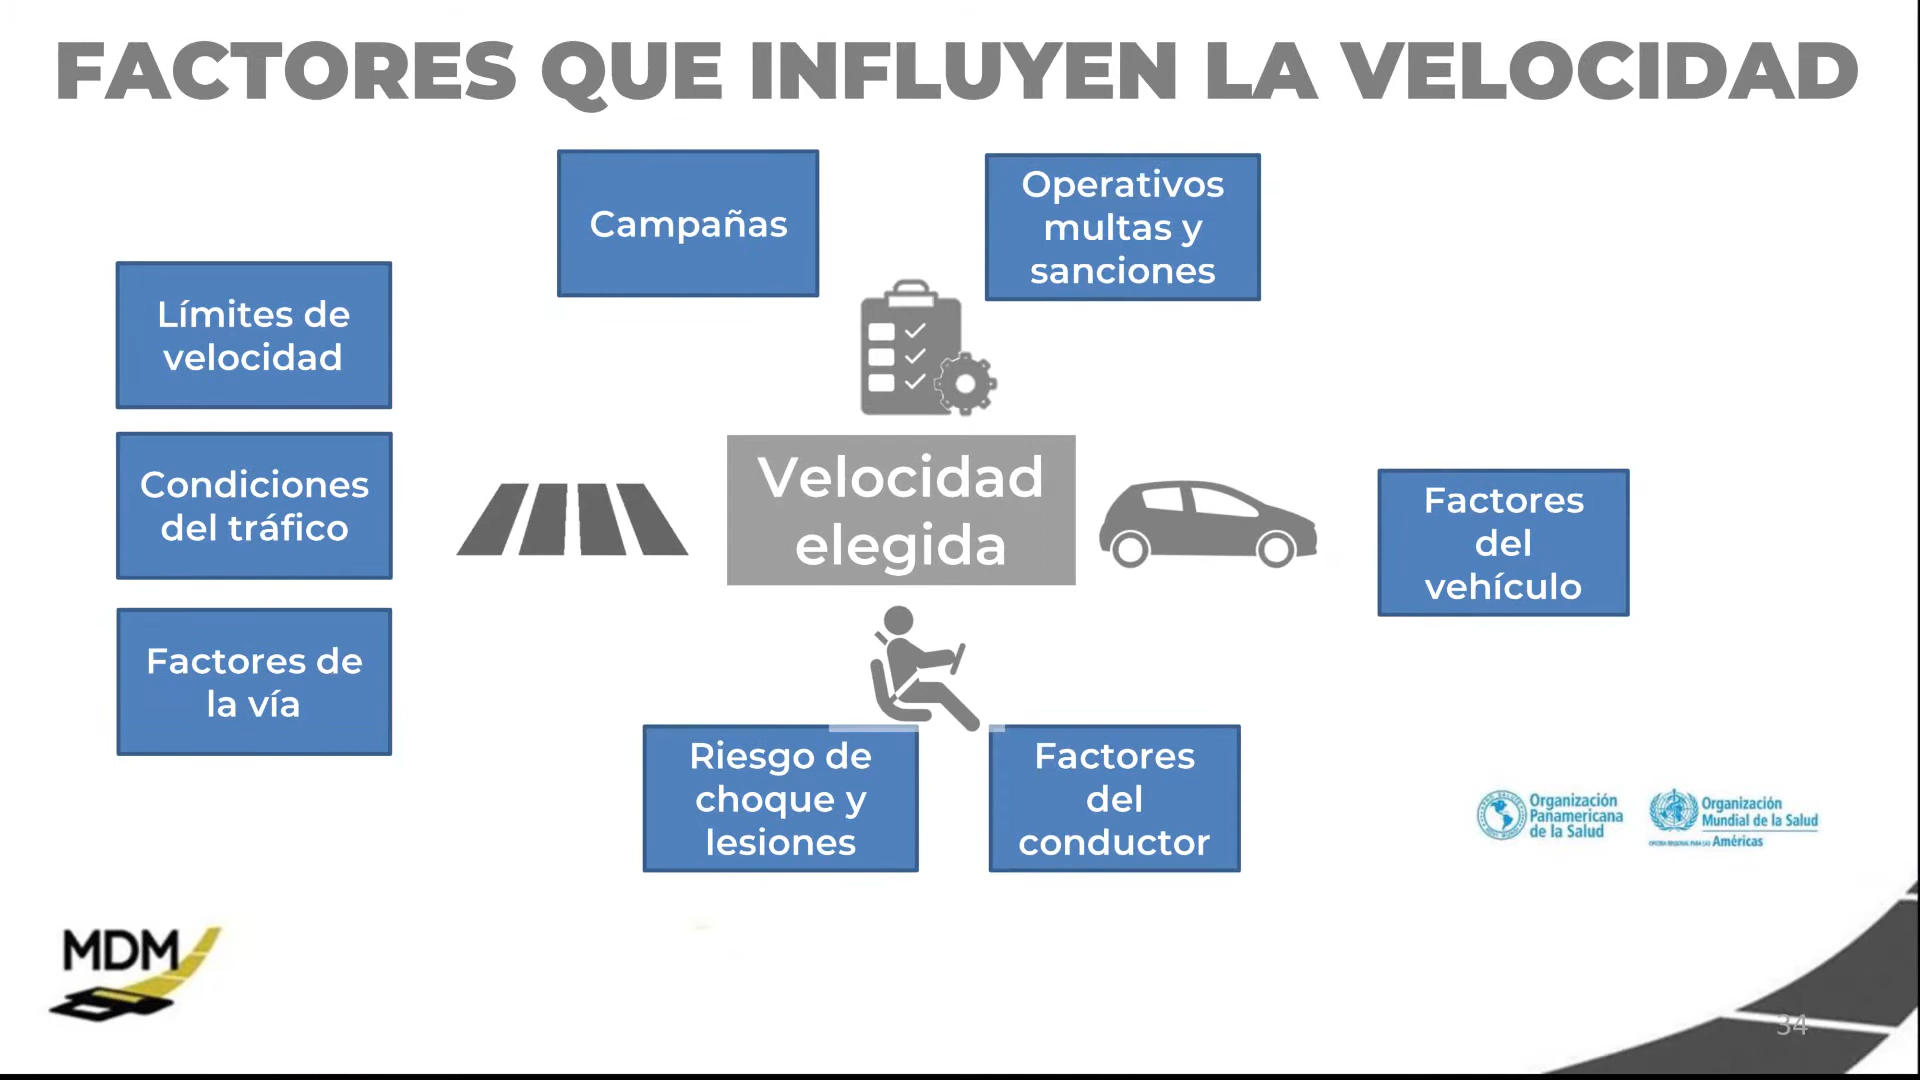 FACTORES QUE INFLUYEN LA VELOCIDAD
Campañas
Operativos
multas y
sanciones
Límites de
velocidad
Condiciones
del tráfico
Velocidad
elegida
Factores
del
vehículo
Factores de
la vía
Riesgo de
choque y
lesiones
Factores
del
conductor
Organización
Panamericana
de la Salud
Organización
Mundial de la Salud
Américas
MDM
34